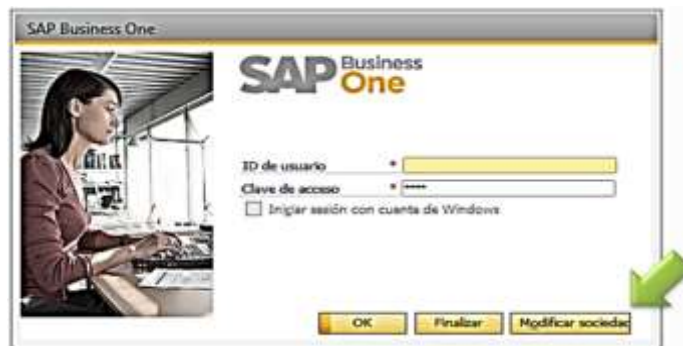 SAP Business One
SAP Business One
ID de usuario *
Clave de acceso * ****
Iniciar sesión con cuenta de Windows
OK Finalizar Modificar sociedad